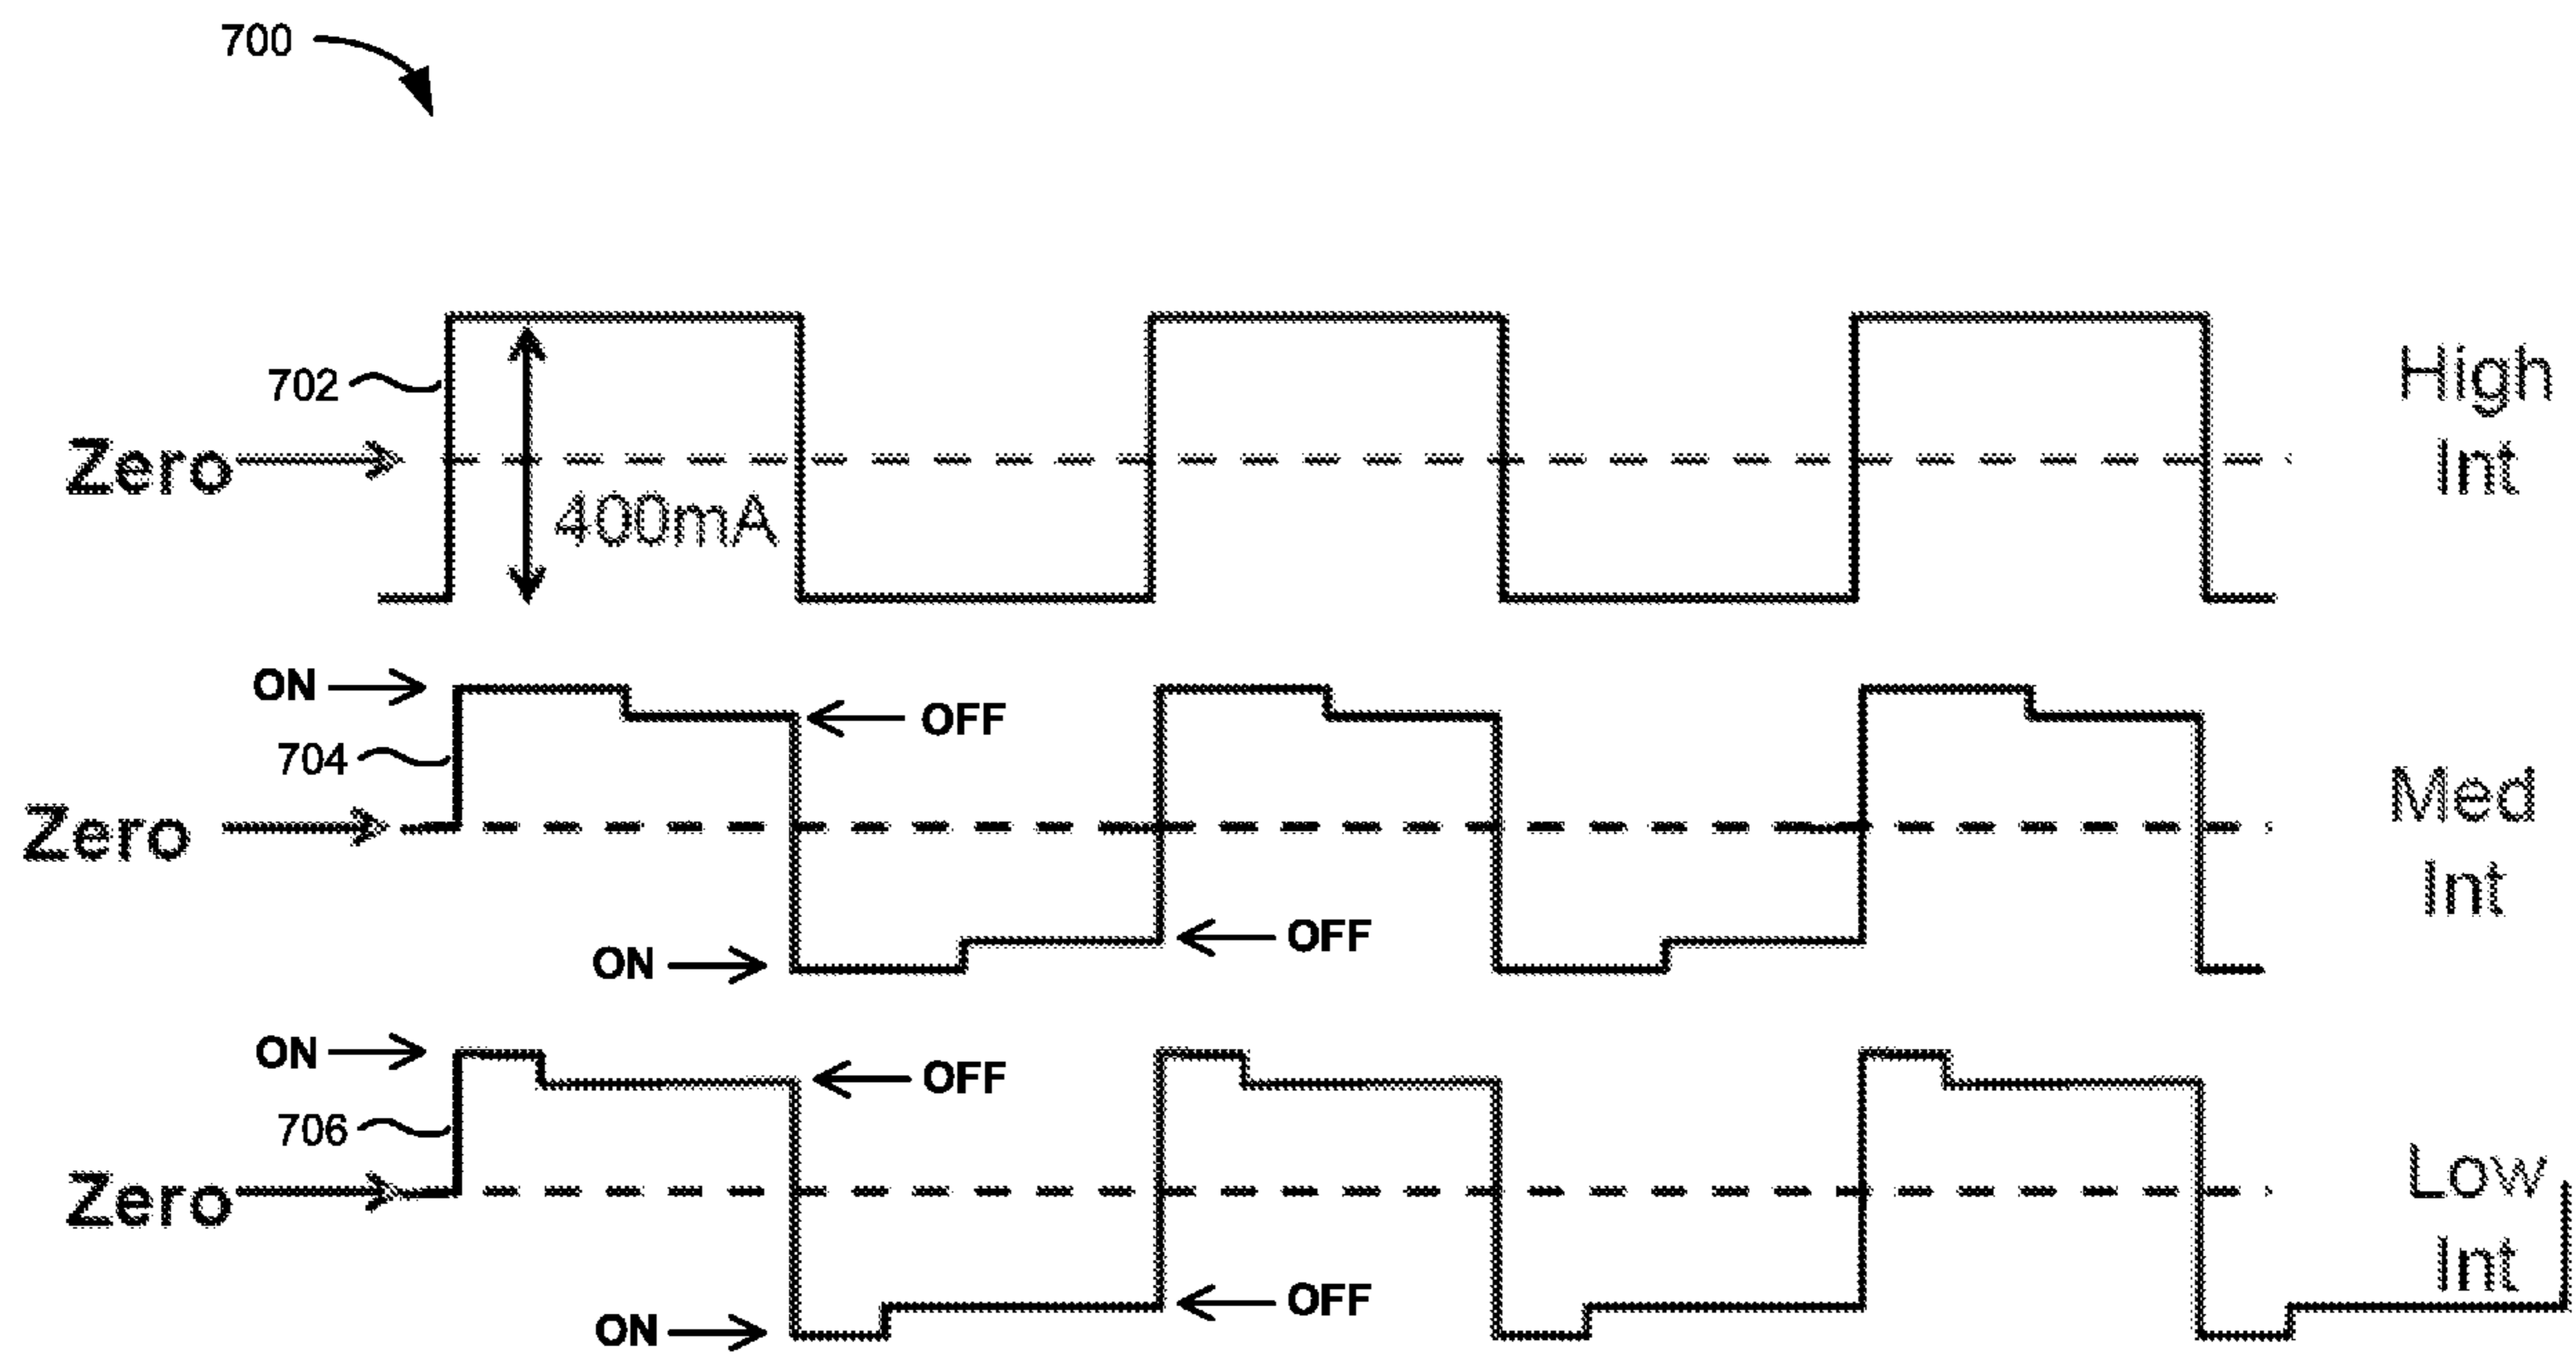 700
702
High
Int
Zero
400mA
ON
OFF
704
Med
Int
Zero
OFF
ON
ON
OFF
706
Low
Int
Zero
OFF
ON